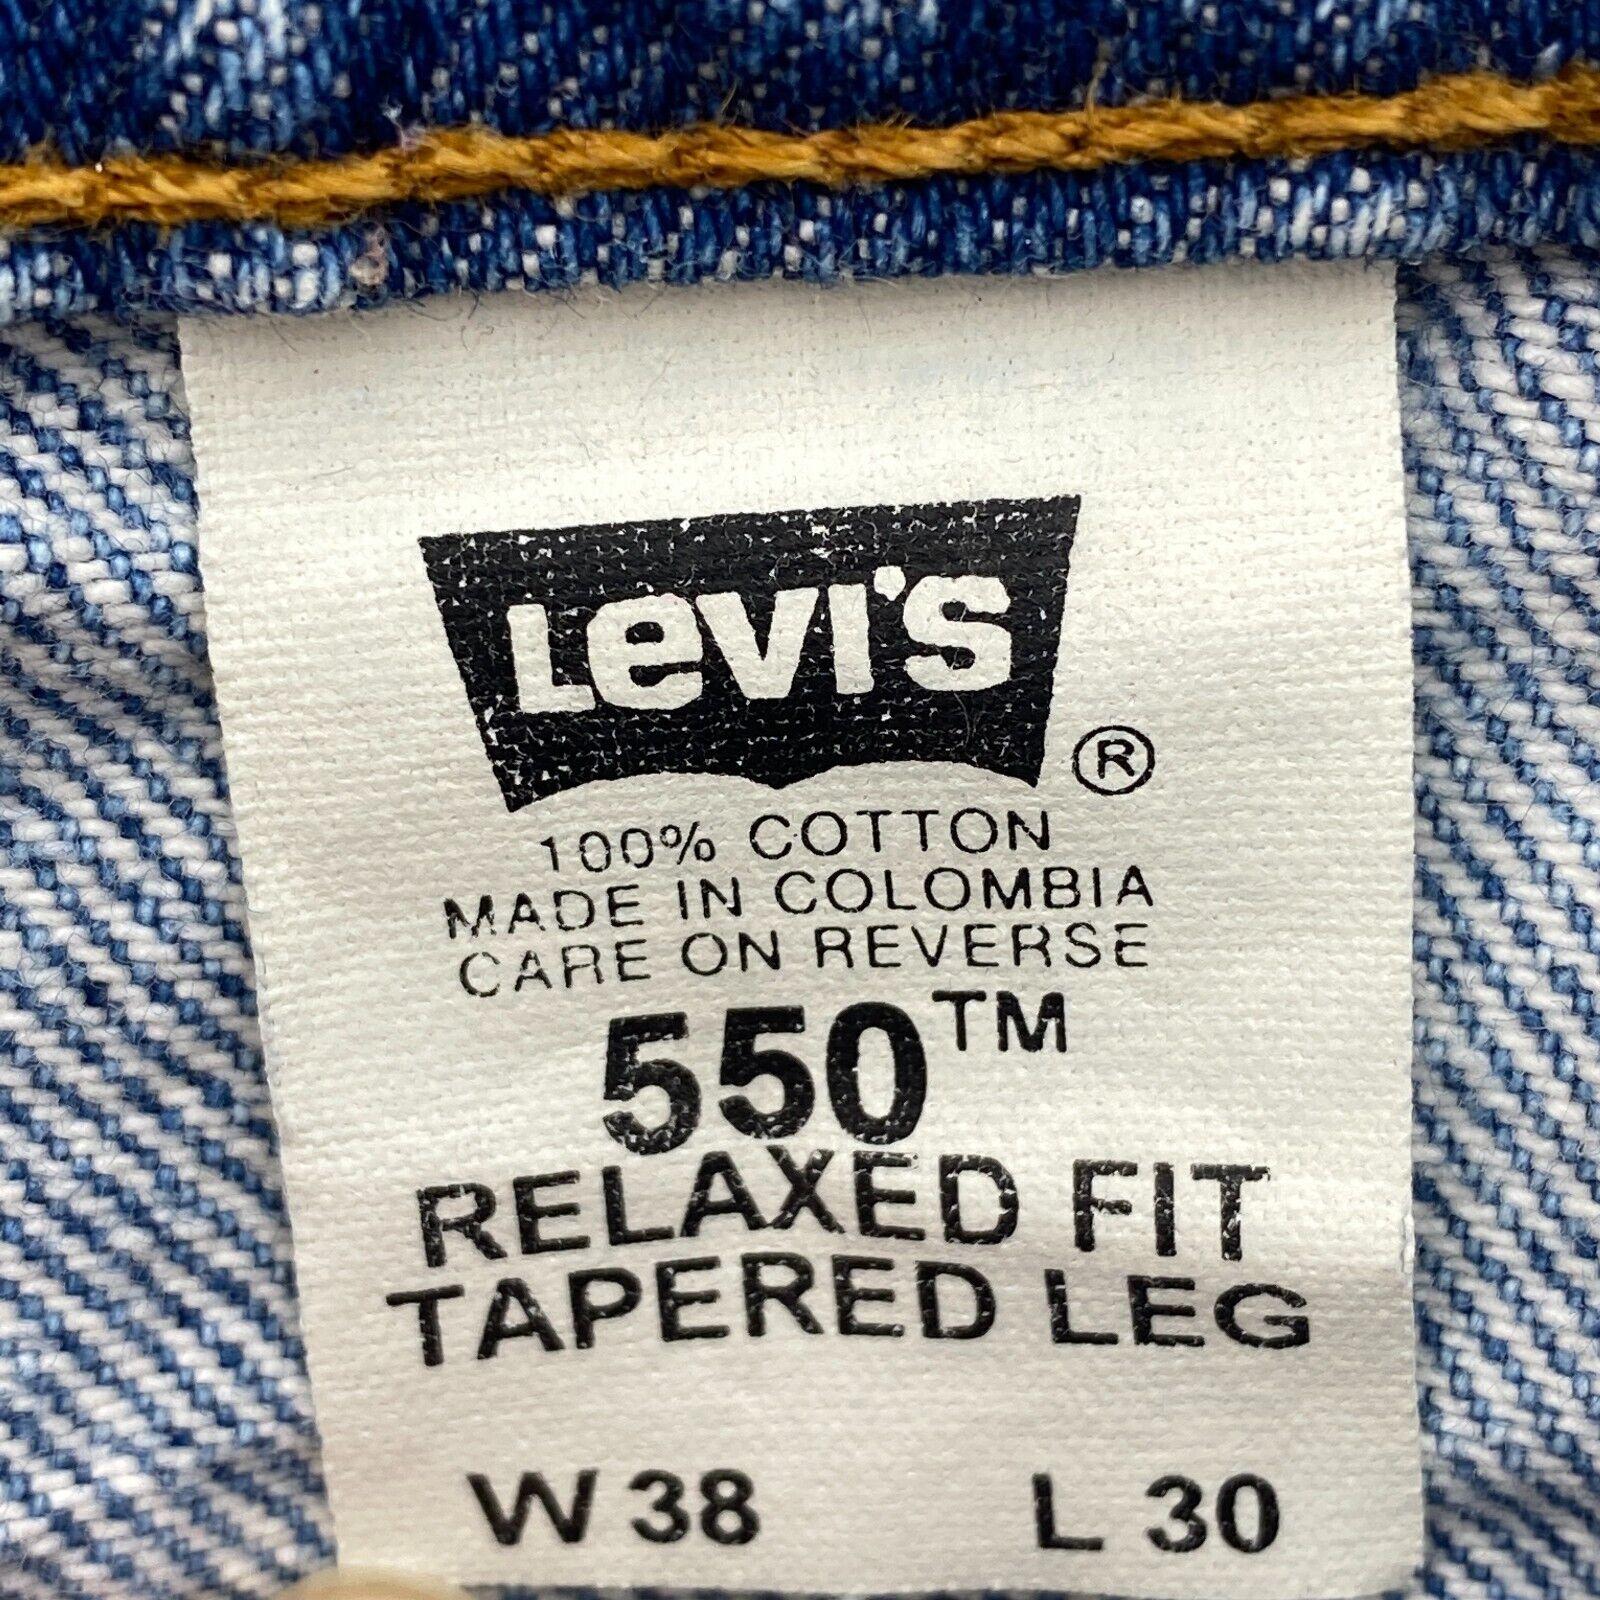 Levi's ®
100% COTTON
MADE IN COLOMBIA
CARE ON REVERSE
550™
RELAXED FIT
TAPERED LEG
W 38 L 30